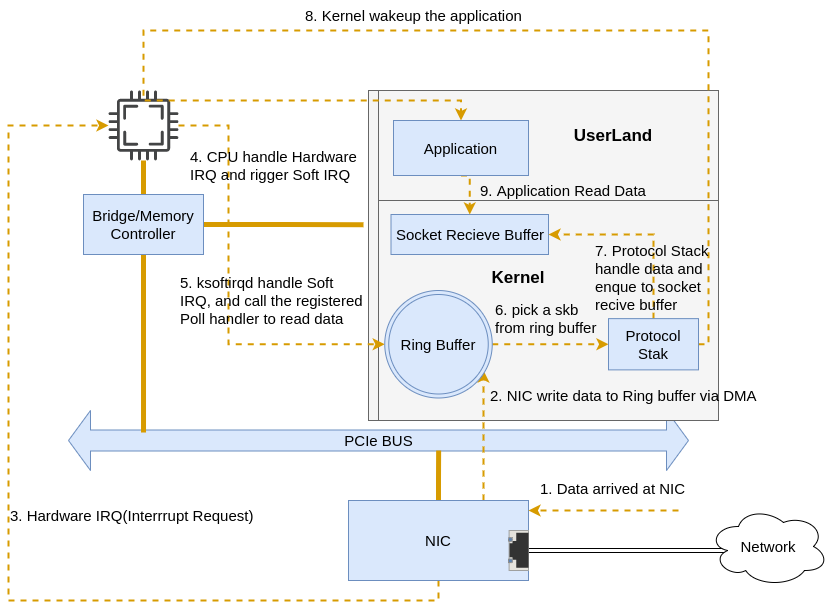 8. Kernel wakeup the application
UserLand
Application
4. CPU handle Hardware
IRQ and rigger Soft IRQ
9. Application Read Data
Bridge/Memory
Controller
Socket Recieve Buffer
7. Protocol Stack
handle data and
enque to socket
recive buffer
Kernel
5. ksoftirqd handle Soft
IRQ, and call the registered
Poll handler to read data
6. pick a skb
from ring buffer
Ring Buffer
Protocol
Stak
2. NIC write data to Ring buffer via DMA
PCIe BUS
1. Data arrived at NIC
3. Hardware IRQ(Interrrupt Request)
NIC
Network